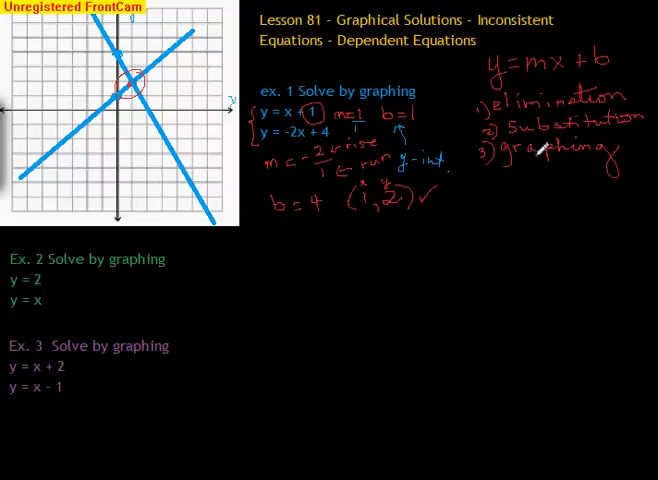 Unregistered FrontCam
Lesson 81 - Graphical Solutions - Inconsistent
Equations - Dependent Equations
y = mx + b
1) elimination
2) Substitution
3) graphing
x
ex. 1 Solve by graphing
y = x + 1 m = 1/1 b = 1
y = -2x + 4
m = -2/1 ← rise ← run y-int.
b = 4 (1, 2) ✓
x y
Ex. 2 Solve by graphing
y = 2
y = x
Ex. 3 Solve by graphing
y = x + 2
y = x - 1